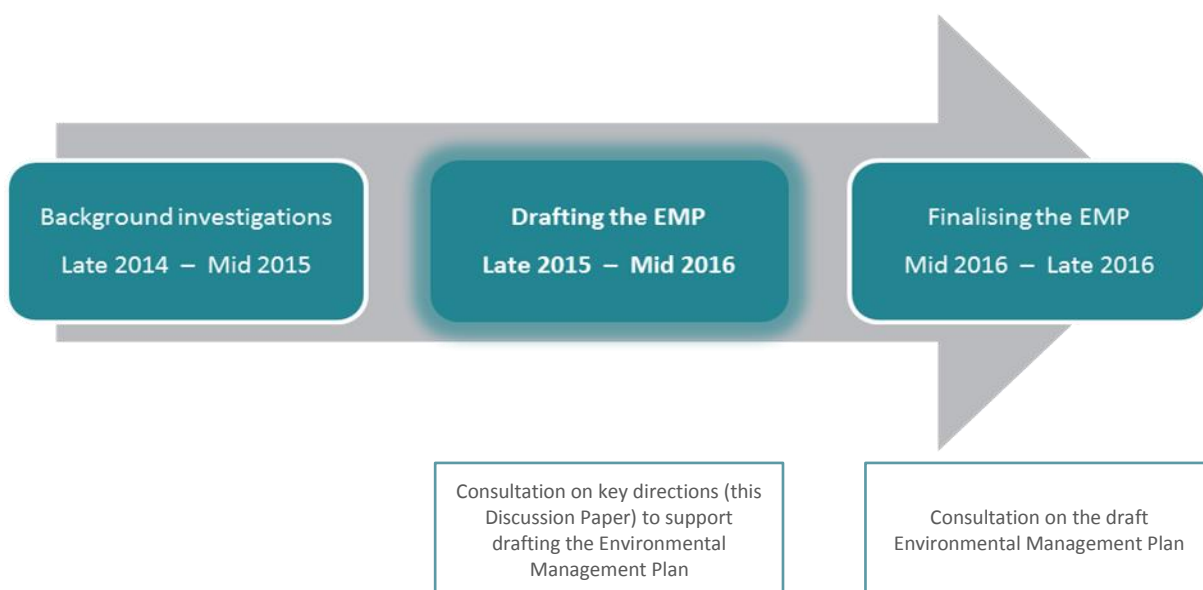 Background investigations
Late 2014 – Mid 2015
Drafting the EMP
Late 2015 – Mid 2016
Finalising the EMP
Mid 2016 – Late 2016
Consultation on key directions (this
Discussion Paper) to support
drafting the Environmental
Management Plan
Consultation on the draft
Environmental Management Plan